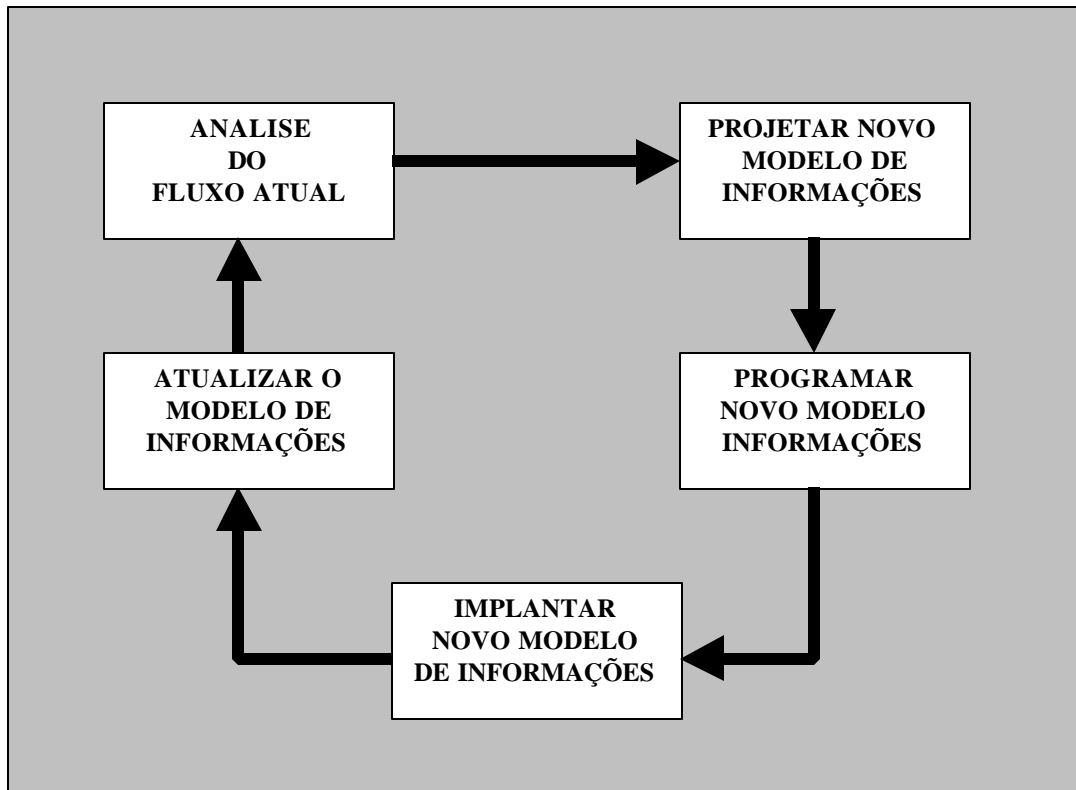 ANALISE
DO
FLUXO ATUAL
PROJETAR NOVO
MODELO DE
INFORMAÇÕES
ATUALIZAR O
MODELO DE
INFORMAÇÕES
PROGRAMAR
NOVO MODELO
INFORMAÇÕES
IMPLANTAR
NOVO MODELO
DE INFORMAÇÕES